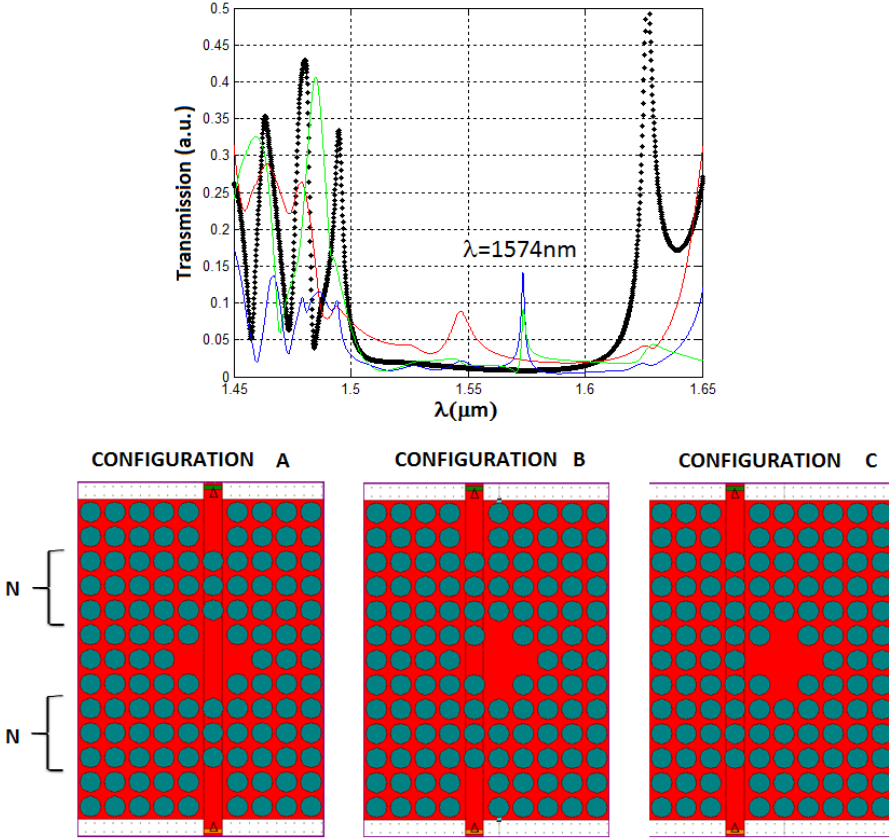 0.5
0.45
0.4
0.35
0.3
0.25
0.2
0.15
0.1
0.05
0
Transmission (a.u.)
λ=1574nm
1.45
1.5
1.55
1.6
1.65
λ(μm)
CONFIGURATION A
CONFIGURATION B
CONFIGURATION C
N
N